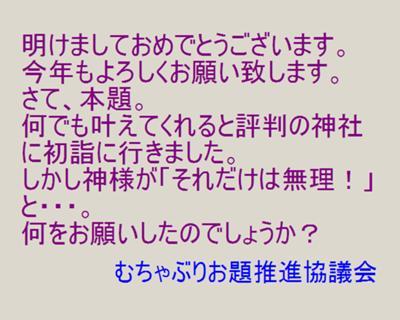 明けましておめでとうございます。
今年もよろしくお願い致します。
さて、本題。
何でも叶えてくれると評判の神社
に初詣に行きました。
しかし神様が「それだけは無理！」
と・・・。
何をお願いしたのでしょうか？
むちゃぶりお題推進協議会